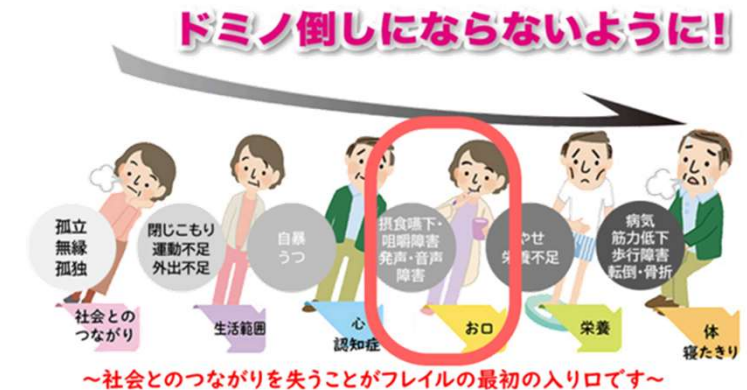 ドミノ倒しにならないように!
孤立
無縁
孤独
閉じこもり
運動不足
外出不足
自暴
うつ
摂食嚥下・
咀嚼障害
発声・音声
障害
やせ
栄養不足
病気
筋力低下
歩行障害
転倒・骨折
社会との
つながり
生活範囲
心
認知症
お口
栄養
体
寝たきり
～社会とのつながりを失うことがフレイルの最初の入り口です～